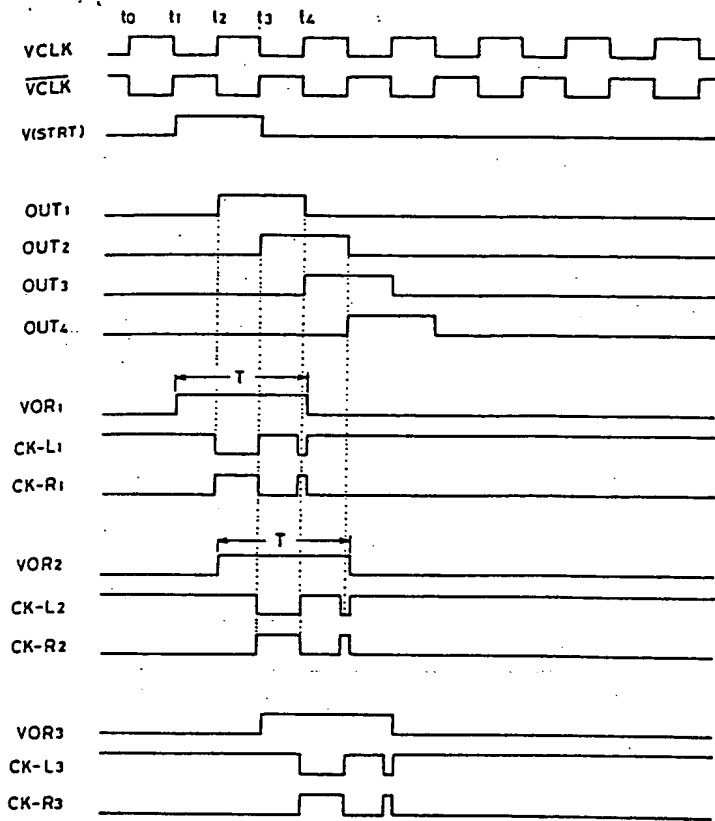 t0 t1 t2 t3 t4
VCLK
VCLK
V(STRT)
OUT1
OUT2
OUT3
OUT4
T
VOR1
CK-L1
CK-R1
T
VOR2
CK-L2
CK-R2
VOR3
CK-L3
CK-R3